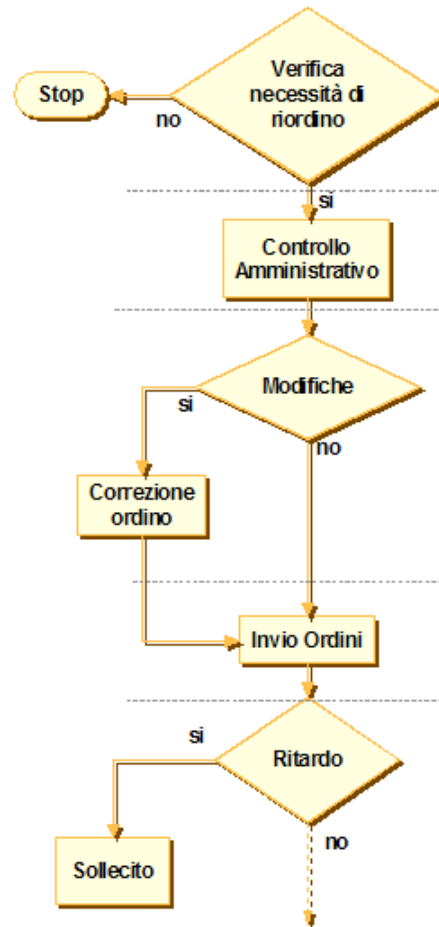 Verifica
necessità di
riordino
Stop
no
si
Controllo
Amministrativo
Modifiche
si
no
Correzione
ordino
Invio Ordini
si
Ritardo
no
Sollecito